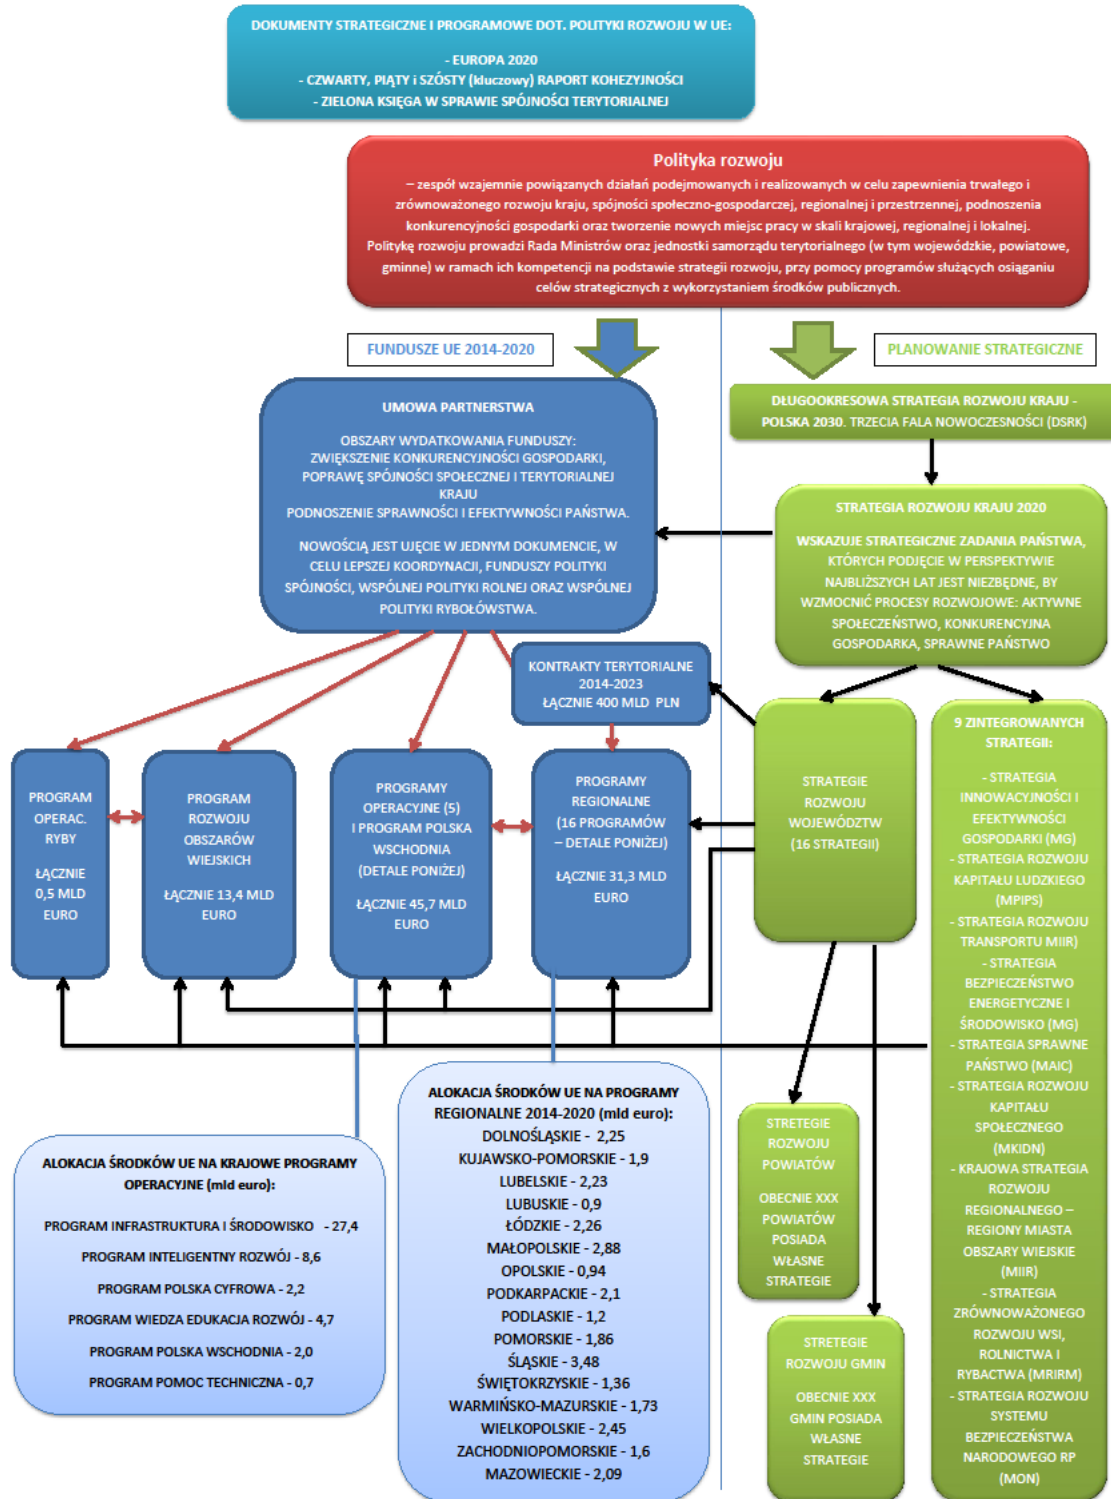 DOKUMENTY STRATEGICZNE I PROGRAMOWE DOT. POLITYKI ROZWOJU W UE:
- EUROPA 2020
- CZWARTY, PIĄTY i SZÓSTY (kluczowy) RAPORT KOHEZYJNOŚCI
- ZIELONA KSIĘGA W SPRAWIE SPÓJNOŚCI TERYTORIALNEJ
Polityka rozwoju
– zespół wzajemnie powiązanych działań podejmowanych i realizowanych w celu zapewnienia trwałego i
zrównoważonego rozwoju kraju, spójności społeczno-gospodarczej, regionalnej i przestrzennej, podnoszenia
konkurencyjności gospodarki oraz tworzenie nowych miejsc pracy w skali krajowej, regionalnej i lokalnej.
Politykę rozwoju prowadzi Rada Ministrów oraz jednostki samorządu terytorialnego (w tym wojewódzkie, powiatowe,
gminne) w ramach ich kompetencji na podstawie strategii rozwoju, przy pomocy programów służących osiąganiu
celów strategicznych z wykorzystaniem środków publicznych.
FUNDUSZE UE 2014-2020
PLANOWANIE STRATEGICZNE
UMOWA PARTNERSTWA
OBSZARY WYDATKOWANIA FUNDUSZY:
ZWIĘKSZENIE KONKURENCYJNOŚCI GOSPODARKI,
POPRAWĘ SPÓJNOŚCI SPOŁECZNEJ I TERYTORIALNEJ
KRAJU
PODNOSZENIE SPRAWNOŚCI I EFEKTYWNOŚCI PAŃSTWA.
NOWOŚCIĄ JEST UJĘCIE W JEDNYM DOKUMENCIE, W
CELU LEPSZEJ KOORDYNACJI, FUNDUSZY POLITYKI
SPÓJNOŚCI, WSPÓLNEJ POLITYKI ROLNEJ ORAZ WSPÓLNEJ
POLITYKI RYBOŁÓWSTWA.
DŁUGOOKRESOWA STRATEGIA ROZWOJU KRAJU -
POLSKA 2030. TRZECIA FALA NOWOCZESNOŚCI (DSRK)
STRATEGIA ROZWOJU KRAJU 2020
WSKAZUJE STRATEGICZNE ZADANIA PAŃSTWA,
KTÓRYCH PODJĘCIE W PERSPEKTYWIE
NAJBLIŻSZYCH LAT JEST NIEZBĘDNE, BY
WZMOCNIĆ PROCESY ROZWOJOWE: AKTYWNE
SPOŁECZEŃSTWO, KONKURENCYJNA
GOSPODARKA, SPRAWNE PAŃSTWO
KONTRAKTY TERYTORIALNE
2014-2023
ŁĄCZNIE 400 MLD PLN
PROGRAM
OPERAC.
RYBY
ŁĄCZNIE
0,5 MLD
EURO
PROGRAM
ROZWOJU
OBSZARÓW
WIEJSKICH
ŁĄCZNIE 13,4 MLD
EURO
PROGRAMY
OPERACYJNE (5)
I PROGRAM POLSKA
WSCHODNIA
(DETALE PONIŻEJ)
ŁĄCZNIE 45,7 MLD
EURO
PROGRAMY
REGIONALNE
(16 PROGRAMÓW
– DETALE PONIŻEJ)
ŁĄCZNIE 31,3 MLD
EURO
STRATEGIE
ROZWOJU
WOJEWÓDZTW
(16 STRATEGII)
9 ZINTEGROWANYCH
STRATEGII:
- STRATEGIA
INNOWACYJNOŚCI I
EFEKTYWNOŚCI
GOSPODARKI (MG)
- STRATEGIA ROZWOJU
KAPITAŁU LUDZKIEGO
(MPIPS)
- STRATEGIA ROZWOJU
TRANSPORTU MIIR)
- STRATEGIA
BEZPIECZEŃSTWO
ENERGETYCZNE I
ŚRODOWISKO (MG)
- STRATEGIA SPRAWNE
PAŃSTWO (MAIC)
- STRATEGIA ROZWOJU
KAPITAŁU
SPOŁECZNEGO
(MKIDN)
- KRAJOWA STRATEGIA
ROZWOJU
REGIONALNEGO –
REGIONY MIASTA
OBSZARY WIEJSKIE
(MIIR)
- STRATEGIA
ZRÓWNOWAŻONEGO
ROZWOJU WSI,
ROLNICTWA I
RYBACTWA (MRIRM)
- STRATEGIA ROZWOJU
SYSTEMU
BEZPIECZEŃSTWA
NARODOWEGO RP
(MON)
ALOKACJA ŚRODKÓW UE NA KRAJOWE PROGRAMY
OPERACYJNE (mld euro):
PROGRAM INFRASTRUKTURA I ŚRODOWISKO - 27,4
PROGRAM INTELIGENTNY ROZWÓJ - 8,6
PROGRAM POLSKA CYFROWA - 2,2
PROGRAM WIEDZA EDUKACJA ROZWÓJ - 4,7
PROGRAM POLSKA WSCHODNIA - 2,0
PROGRAM POMOC TECHNICZNA - 0,7
ALOKACJA ŚRODKÓW UE NA PROGRAMY
REGIONALNE 2014-2020 (mld euro):
DOLNOŚLĄSKIE - 2,25
KUJAWSKO-POMORSKIE - 1,9
LUBELSKIE - 2,23
LUBUSKIE - 0,9
ŁÓDZKIE - 2,26
MAŁOPOLSKIE - 2,88
OPOLSKIE - 0,94
PODKARPACKIE - 2,1
PODLASKIE - 1,2
POMORSKIE - 1,86
ŚLĄSKIE - 3,48
ŚWIĘTOKRZYSKIE - 1,36
WARMIŃSKO-MAZURSKIE - 1,73
WIELKOPOLSKIE - 2,45
ZACHODNIOPOMORSKIE - 1,6
MAZOWIECKIE - 2,09
STRETEGIE
ROZWOJU
POWIATÓW
OBECNIE XXX
POWIATÓW
POSIADA
WŁASNE
STRATEGIE
STRETEGIE
ROZWOJU GMIN
OBECNIE XXX
GMIN POSIADA
WŁASNE
STRATEGIE